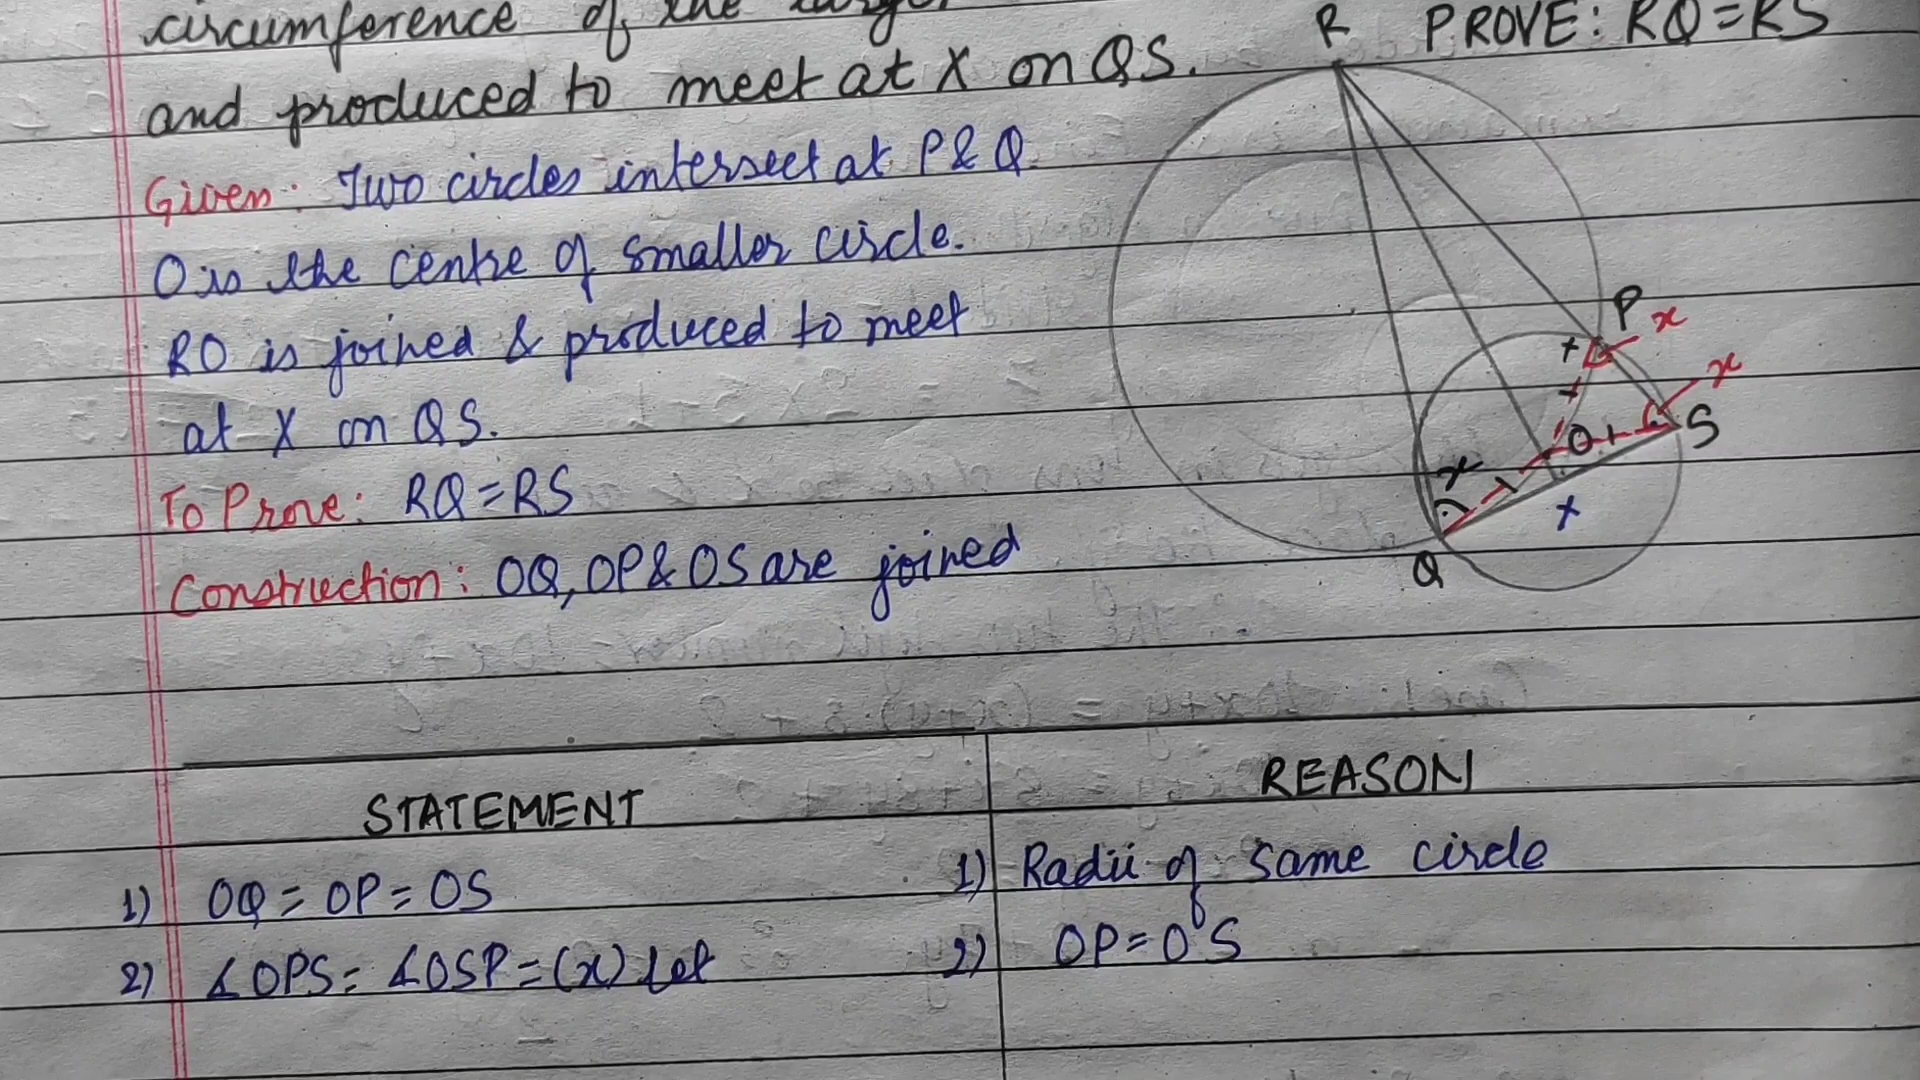 circumference of the larger
and produced to meet at X on QS.
R PROVE: RQ=RS
Given: Two circles intersect at P & Q.
O is the centre of smaller circle.
RO is joined & produced to meet
at X on QS.
To Prove: RQ=RS
Construction: OQ, OP & OS are joined
P x
x
O
S
x
X
Q
STATEMENT REASON
1) OQ = OP = OS 1) Radii of same circle
2) ∠OPS = ∠OSP = (x) Let 2) OP = OS